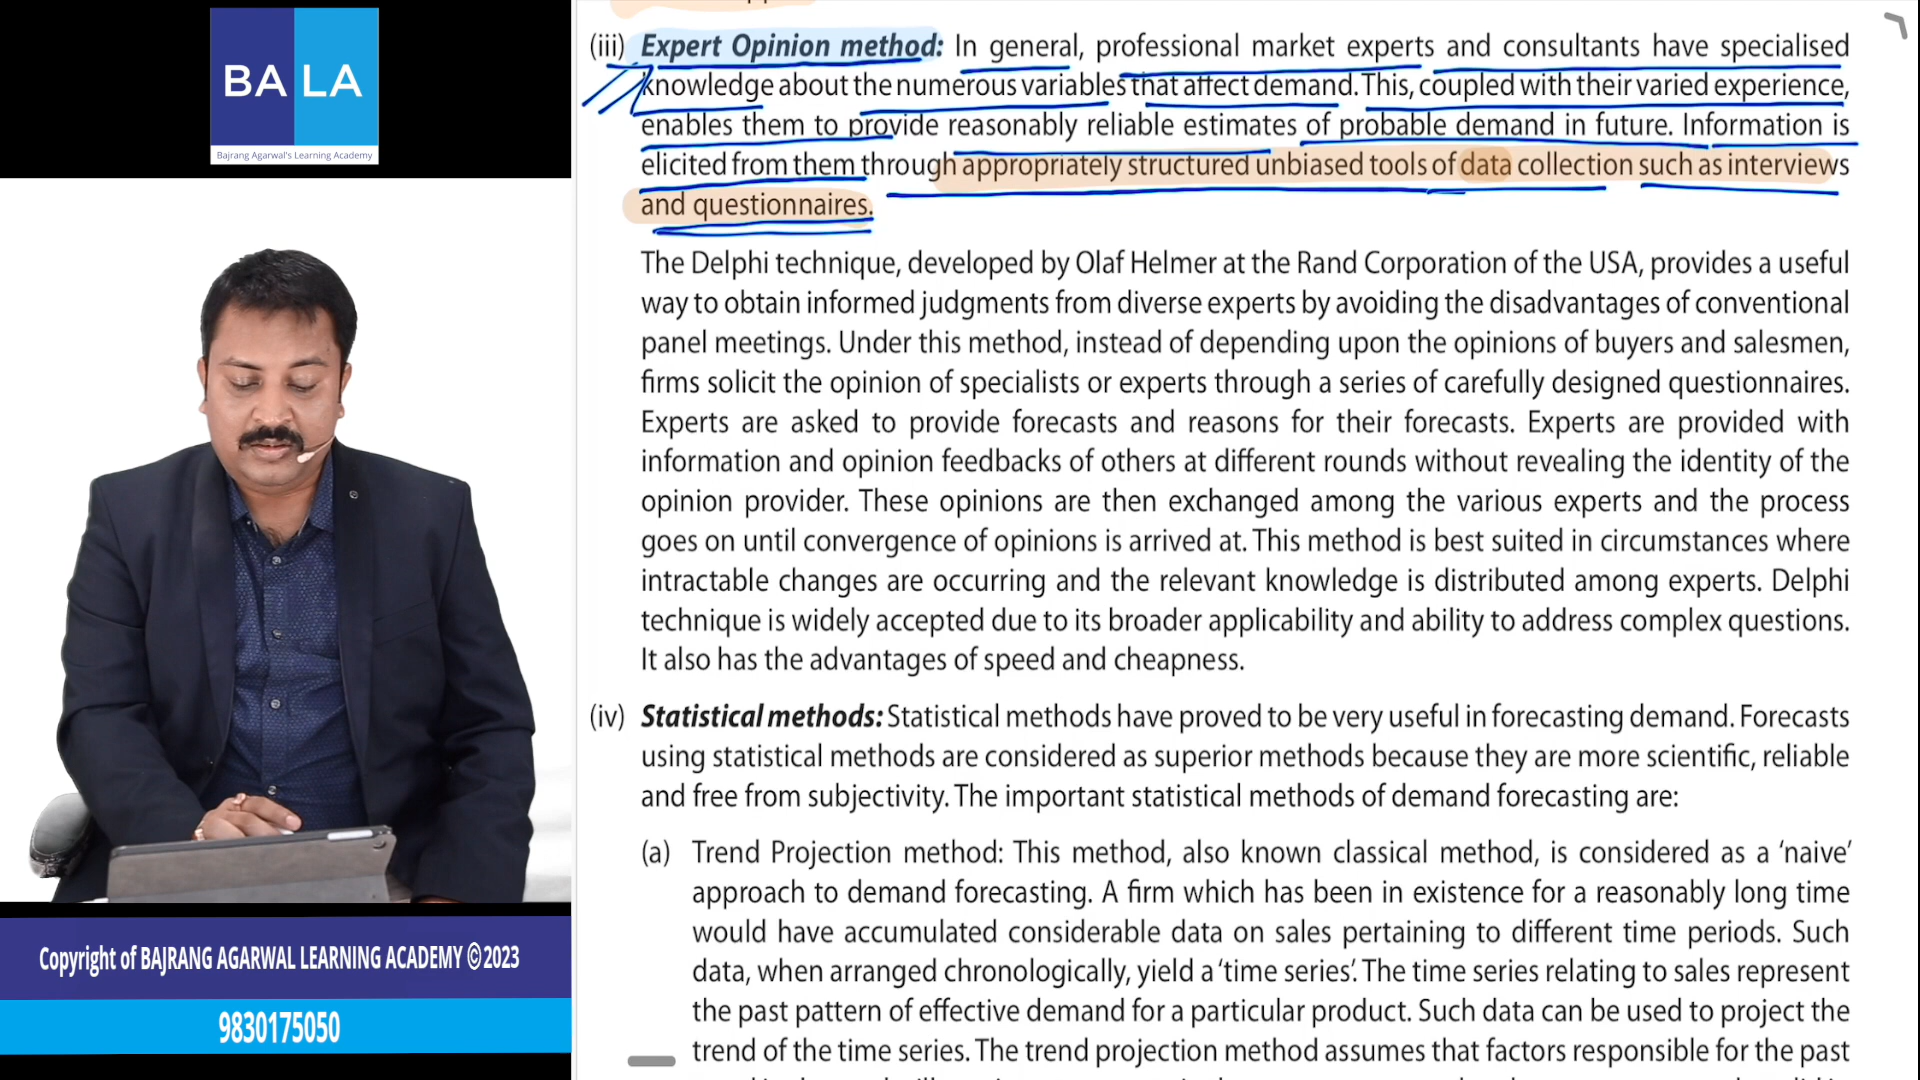 BALA
Bajrang Agarwal's Learning Academy
Copyright of BAJRANG AGARWAL LEARNING ACADEMY ©2023
9830175050
(iii) Expert Opinion method: In general, professional market experts and consultants have specialised
knowledge about the numerous variables that affect demand. This, coupled with their varied experience,
enables them to provide reasonably reliable estimates of probable demand in future. Information is
elicited from them through appropriately structured unbiased tools of data collection such as interviews
and questionnaires.
The Delphi technique, developed by Olaf Helmer at the Rand Corporation of the USA, provides a useful
way to obtain informed judgments from diverse experts by avoiding the disadvantages of conventional
panel meetings. Under this method, instead of depending upon the opinions of buyers and salesmen,
firms solicit the opinion of specialists or experts through a series of carefully designed questionnaires.
Experts are asked to provide forecasts and reasons for their forecasts. Experts are provided with
information and opinion feedbacks of others at different rounds without revealing the identity of the
opinion provider. These opinions are then exchanged among the various experts and the process
goes on until convergence of opinions is arrived at. This method is best suited in circumstances where
intractable changes are occurring and the relevant knowledge is distributed among experts. Delphi
technique is widely accepted due to its broader applicability and ability to address complex questions.
It also has the advantages of speed and cheapness.
(iv) Statistical methods: Statistical methods have proved to be very useful in forecasting demand. Forecasts
using statistical methods are considered as superior methods because they are more scientific, reliable
and free from subjectivity. The important statistical methods of demand forecasting are:
(a) Trend Projection method: This method, also known classical method, is considered as a ‘naive’
approach to demand forecasting. A firm which has been in existence for a reasonably long time
would have accumulated considerable data on sales pertaining to different time periods. Such
data, when arranged chronologically, yield a ‘time series’. The time series relating to sales represent
the past pattern of effective demand for a particular product. Such data can be used to project the
trend of the time series. The trend projection method assumes that factors responsible for the past